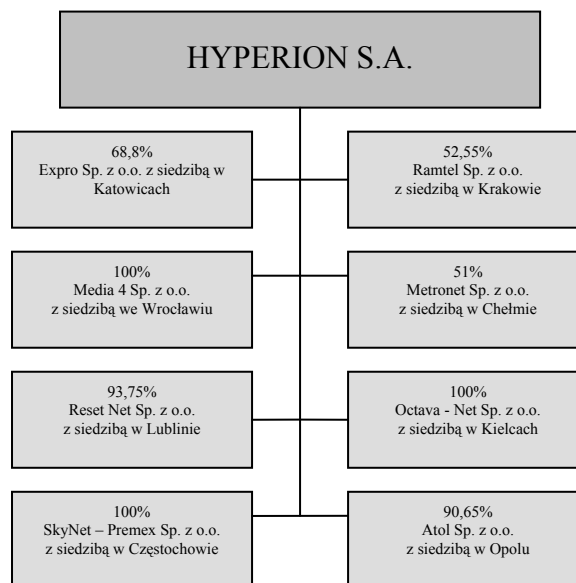 HYPERION S.A.
68,8%
Expro Sp. z o.o. z siedzibą w
Katowicach
52,55%
Ramtel Sp. z o.o.
z siedzibą w Krakowie
100%
Media 4 Sp. z o.o.
z siedzibą we Wrocławiu
51%
Metronet Sp. z o.o.
z siedzibą w Chełmie
93,75%
Reset Net Sp. z o.o.
z siedzibą w Lublinie
100%
Octava - Net Sp. z o.o.
z siedzibą w Kielcach
100%
SkyNet – Premex Sp. z o.o.
z siedzibą w Częstochowie
90,65%
Atol Sp. z o.o.
z siedzibą w Opolu